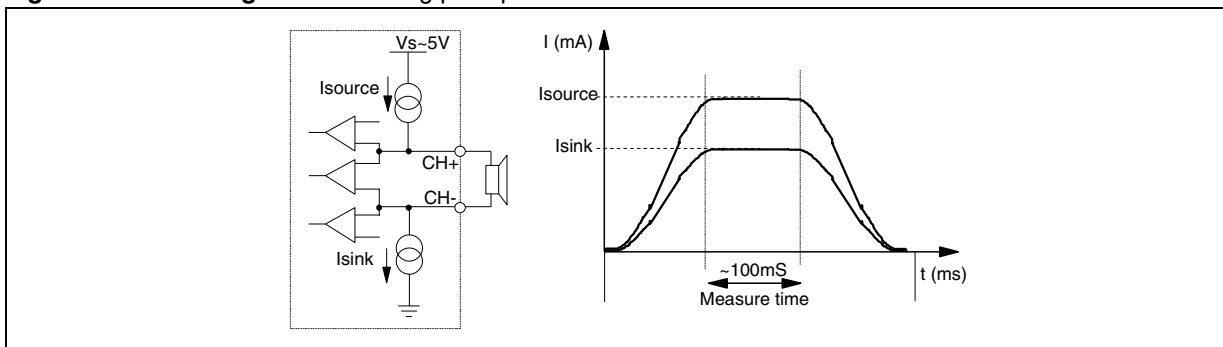 Vs~5V
Isource
CH+
CH-
Isink
I (mA)
Isource
Isink
~100mS
Measure time
t (ms)